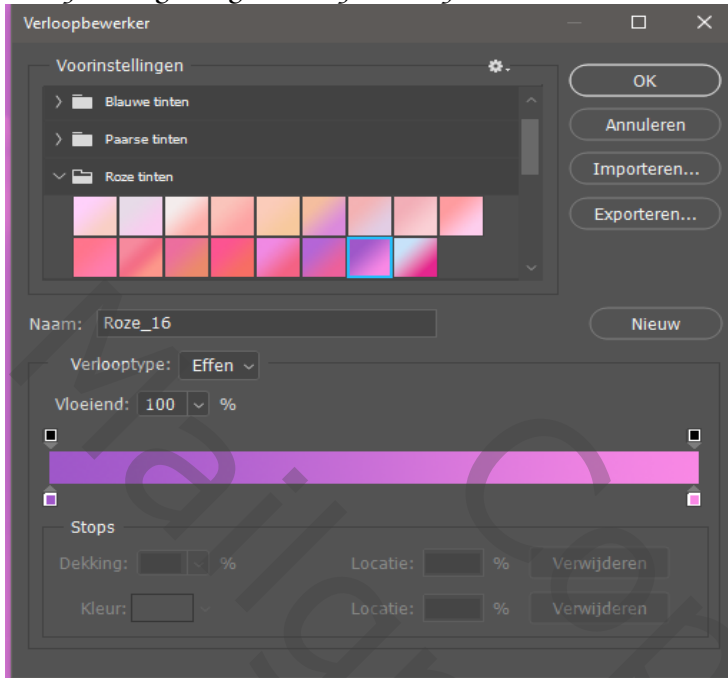 Verloopbewerker
Voorinstellingen
OK
Blauwe tinten
Annuleren
Paarse tinten
Importeren...
Roze tinten
Exporteren...
Naam: Roze_16
Nieuw
Verlooptype: Effen
Vloeiend: 100 %
Stops
Dekking: % Locatie: % Verwijderen
Kleur: Locatie: % Verwijderen